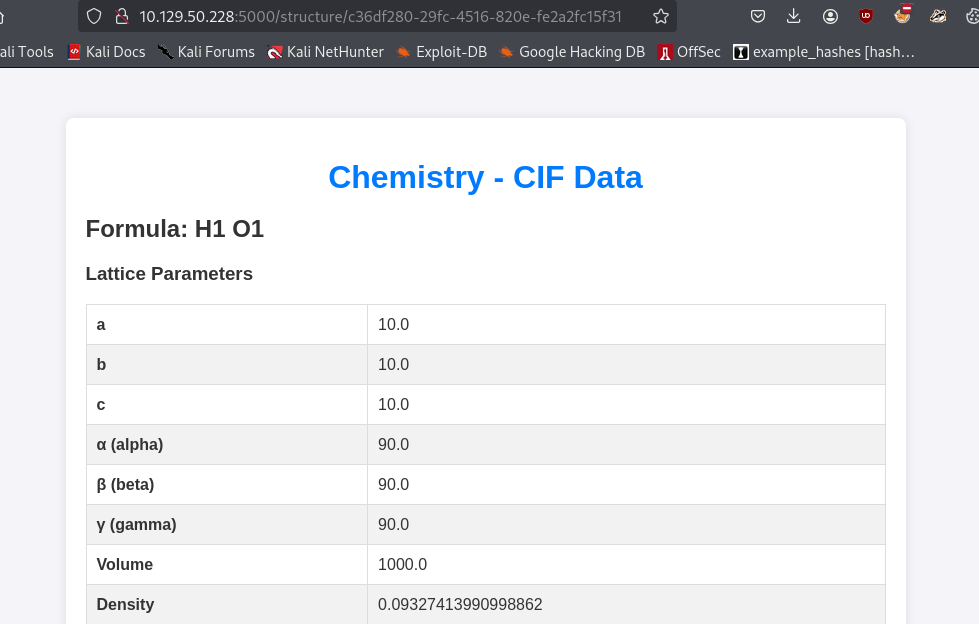 10.129.50.228:5000/structure/c36df280-29fc-4516-820e-fe2a2fc15f31
ali Tools Kali Docs Kali Forums Kali NetHunter Exploit-DB Google Hacking DB OffSec example_hashes [hash…
Chemistry - CIF Data
Formula: H1 O1
Lattice Parameters
a 10.0
b 10.0
c 10.0
α (alpha) 90.0
β (beta) 90.0
γ (gamma) 90.0
Volume 1000.0
Density 0.09327413990998862